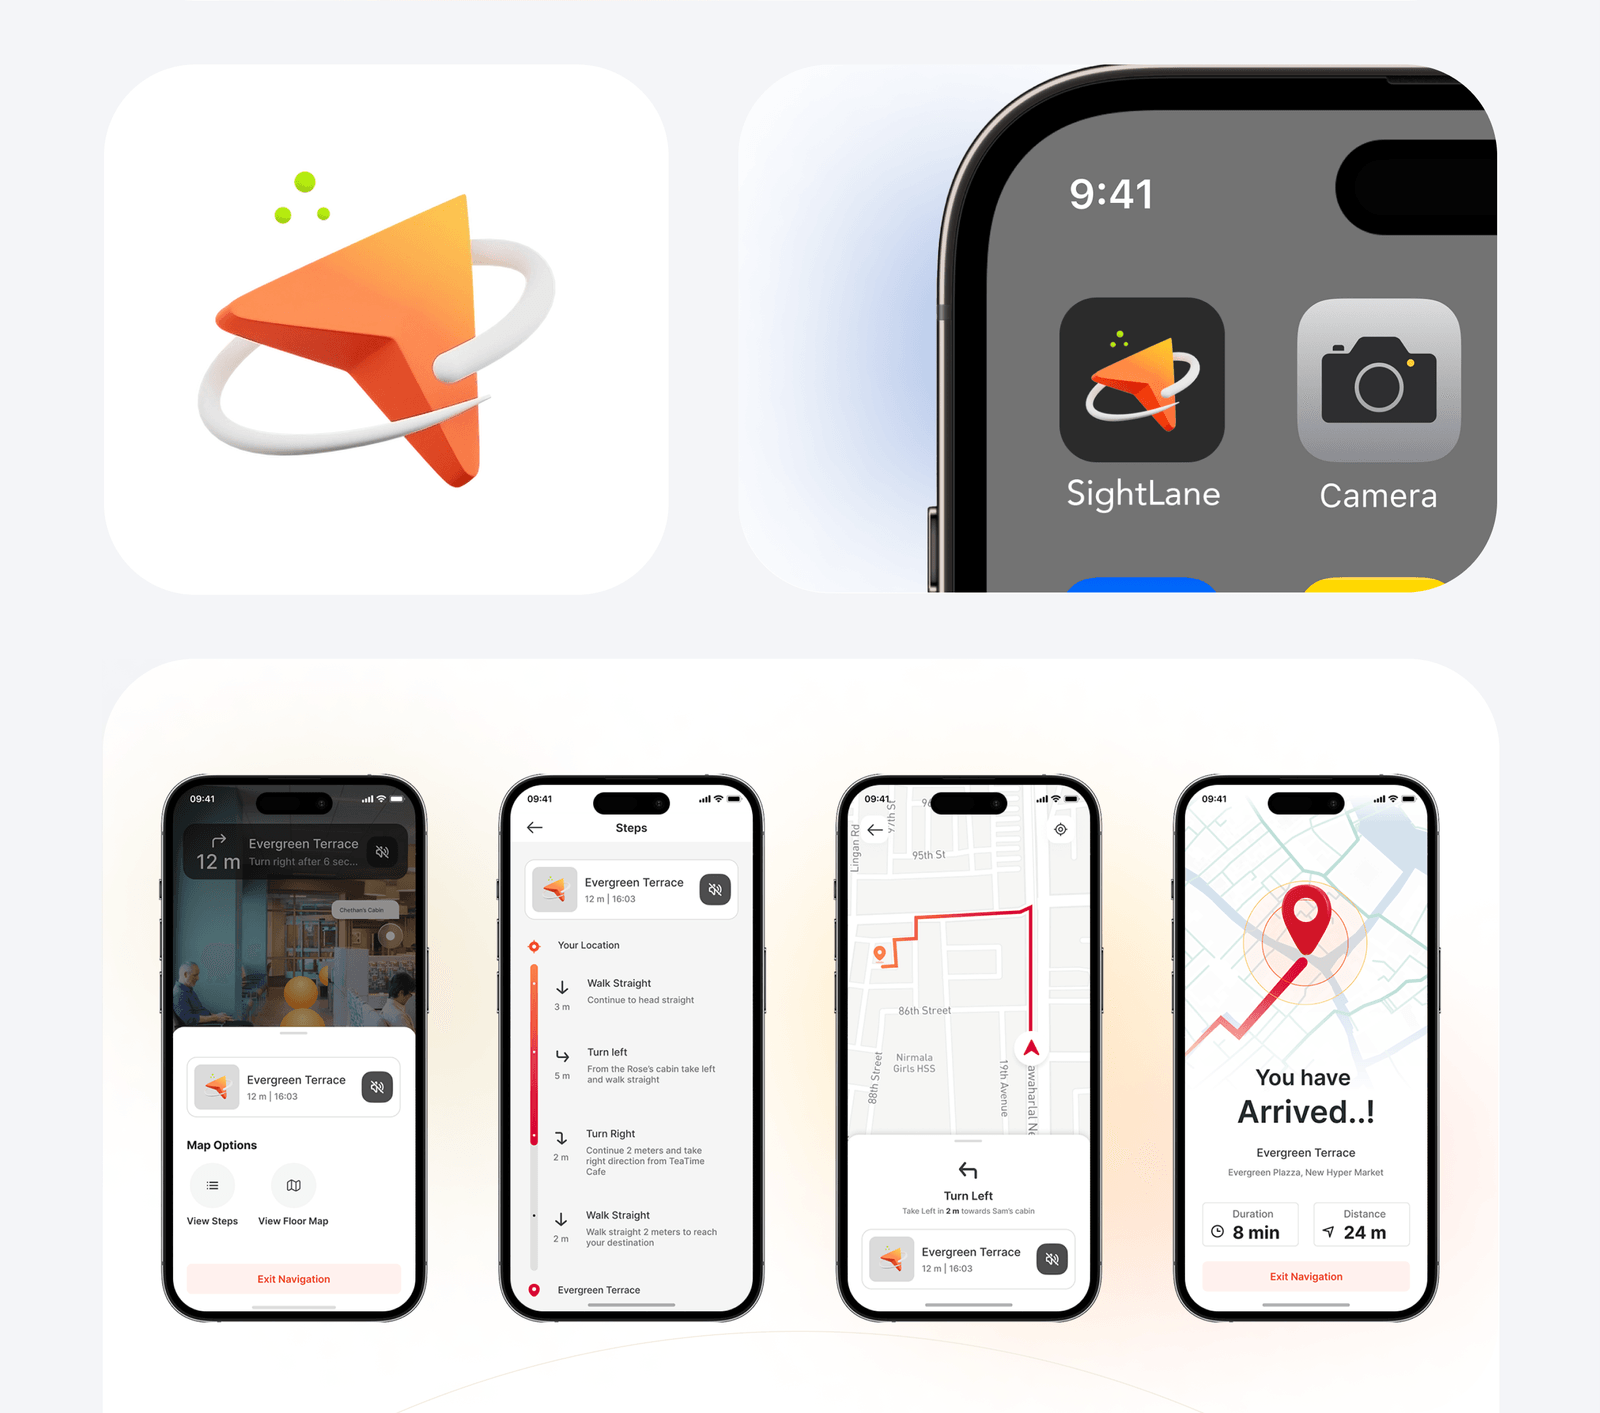 9:41
SightLane
Camera
09:41
Evergreen Terrace
12 m
Turn right after 6 sec...
Chethan's Cabin
Evergreen Terrace
12 m | 16:03
Map Options
View Steps
View Floor Map
Exit Navigation
09:41
Steps
Evergreen Terrace
12 m | 16:03
Your Location
Walk Straight
3 m
Continue to head straight
Turn left
5 m
From the Rose's cabin take left
and walk straight
Turn Right
2 m
Continue 2 meters and take
right direction from TeaTime
Cafe
Walk Straight
2 m
Walk straight 2 meters to reach
your destination
Evergreen Terrace
09:41
Lingan Rd
97th St
95th St
86th Street
Nirmala
Girls HSS
88th Street
19th Avenue
awaharlal Ne
Turn Left
Take Left in 2 m towards Sam's cabin
Evergreen Terrace
12 m | 16:03
09:41
You have
Arrived..!
Evergreen Terrace
Evergreen Plazza, New Hyper Market
Duration
8 min
Distance
24 m
Exit Navigation